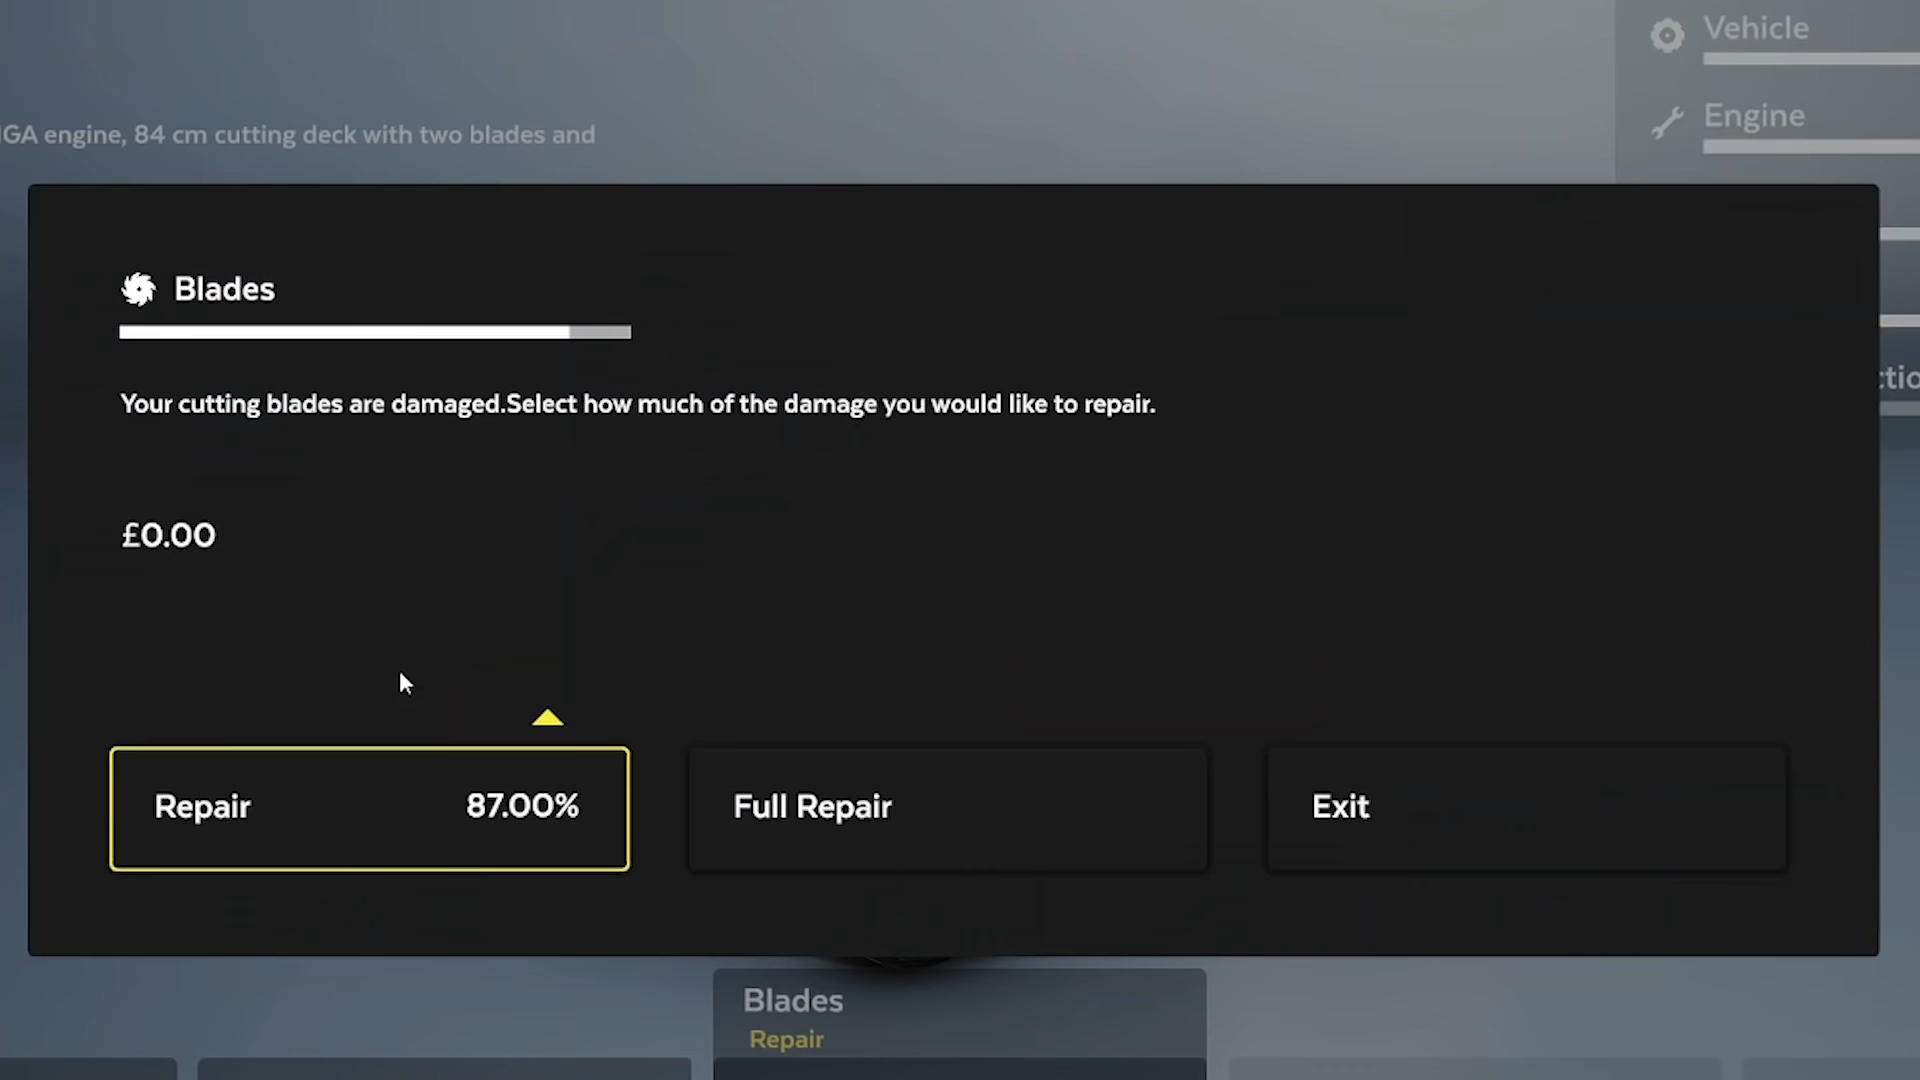 Vehicle
Engine
IGA engine, 84 cm cutting deck with two blades and
Blades
Your cutting blades are damaged.Select how much of the damage you would like to repair.
£0.00
Repair 87.00%
Full Repair
Exit
Blades
Repair